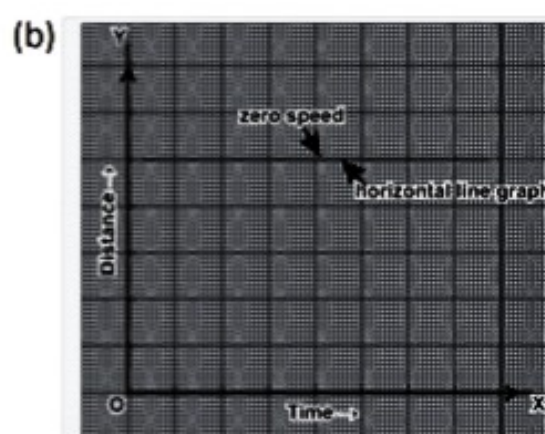 (b)
Y
zero speed
horizontal line graph
Distance→
O
Time→
X